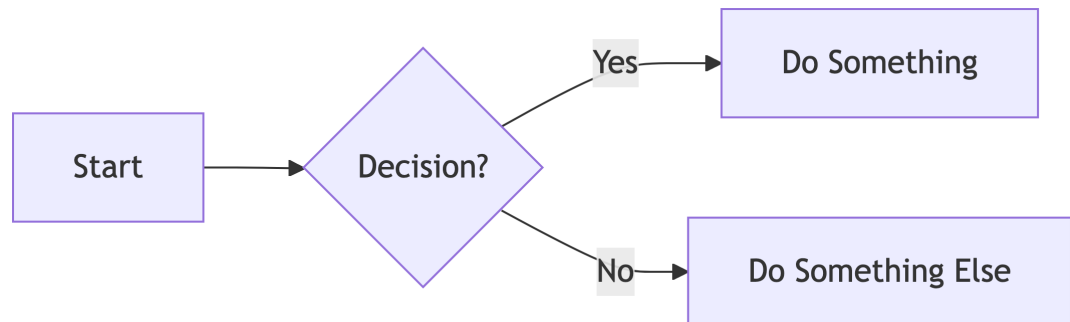 Start
Decision?
Yes
Do Something
No
Do Something Else